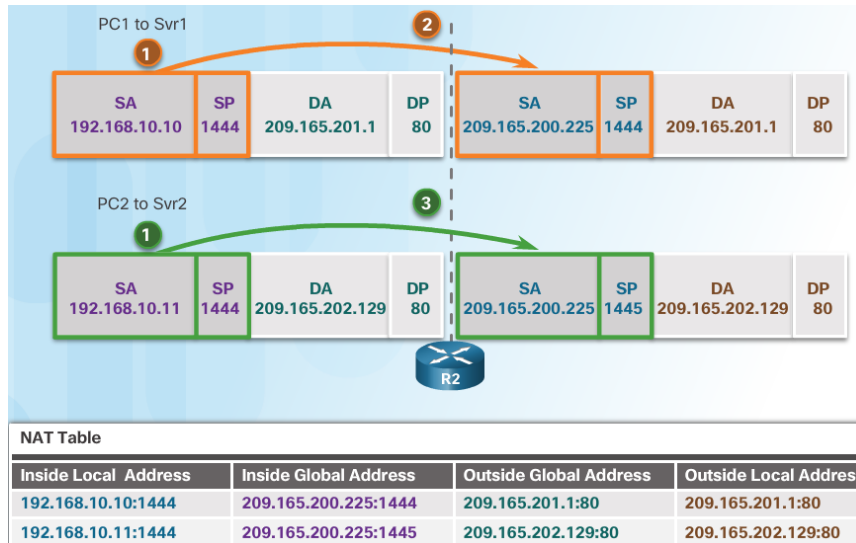 PC1 to Svr1
1
2
SA SP DA DP SA SP DA DP
192.168.10.10 1444 209.165.201.1 80 209.165.200.225 1444 209.165.201.1 80
PC2 to Svr2
1
3
SA SP DA DP SA SP DA DP
192.168.10.11 1444 209.165.202.129 80 209.165.200.225 1445 209.165.202.129 80
R2
NAT Table
Inside Local Address Inside Global Address Outside Global Address Outside Local Addres
192.168.10.10:1444 209.165.200.225:1444 209.165.201.1:80 209.165.201.1:80
192.168.10.11:1444 209.165.200.225:1445 209.165.202.129:80 209.165.202.129:80